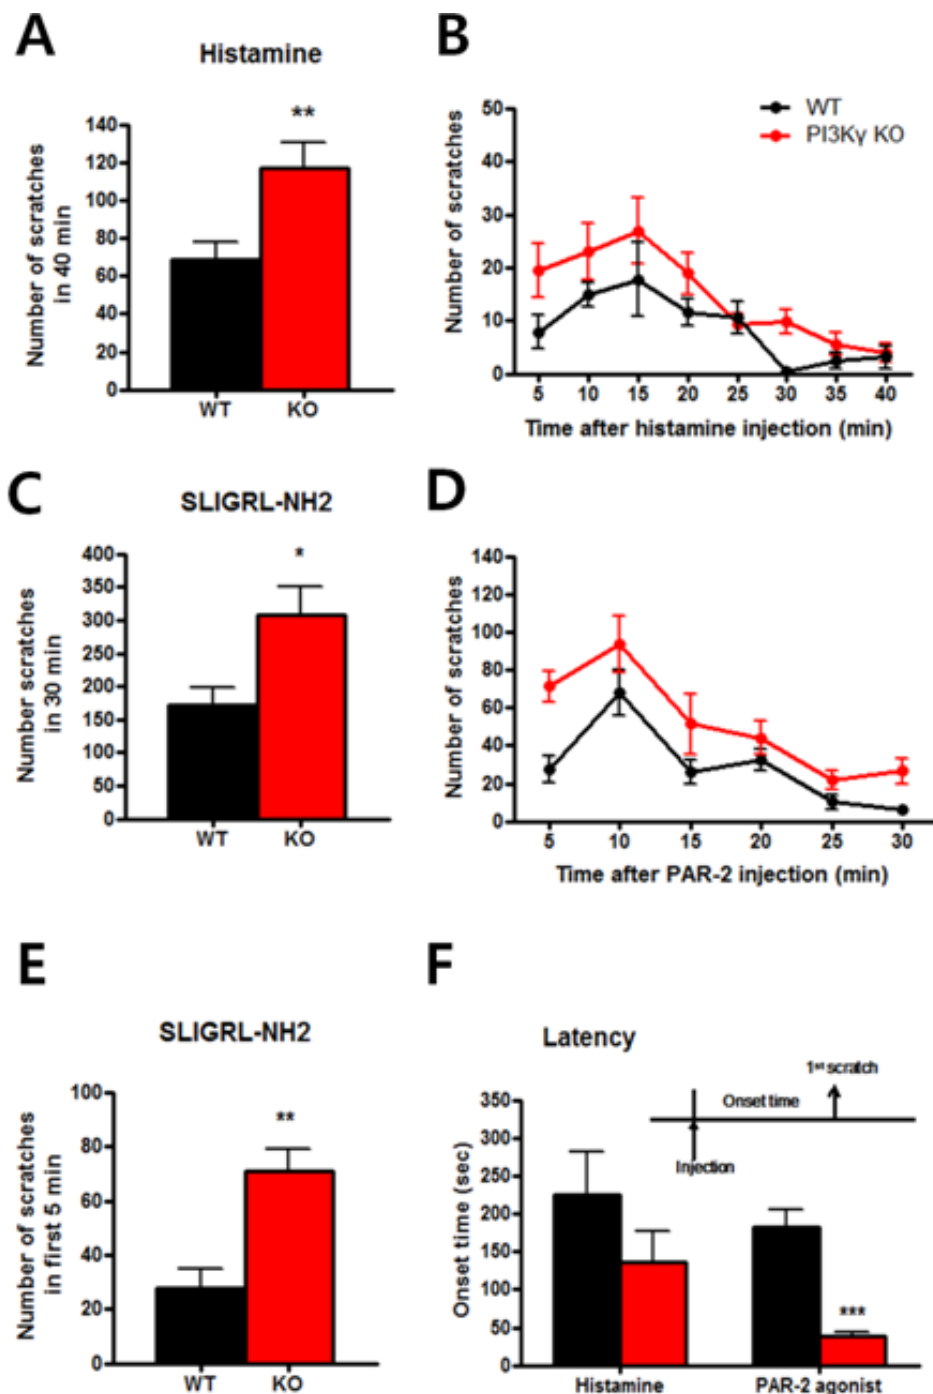 A
Histamine
Number of scratches
in 40 min
140
120
100
80
60
40
20
0
**
WT
KO
B
Number of scratches
50
40
30
20
10
0
WT
PI3Kγ KO
5 10 15 20 25 30 35 40
Time after histamine injection (min)
C
SLIGRL-NH2
Number scratches
in 30 min
400
350
300
250
200
150
100
50
0
*
WT
KO
D
Number of scratches
140
120
100
80
60
40
20
0
5 10 15 20 25 30
Time after PAR-2 injection (min)
E
SLIGRL-NH2
Number of scratches
in first 5 min
100
80
60
40
20
0
**
WT
KO
F
Latency
1st scratch
Onset time
Injection
Onset time (sec)
350
300
250
200
150
100
50
0
***
Histamine
PAR-2 agonist